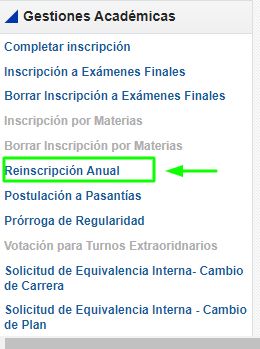 Gestiones Académicas
Completar inscripción
Inscripción a Exámenes Finales
Borrar Inscripción a Exámenes Finales
Inscripción por Materias
Borrar Inscripción por Materias
Reinscripción Anual
Postulación a Pasantías
Prórroga de Regularidad
Votación para Turnos Extraoridnarios
Solicitud de Equivalencia Interna- Cambio
de Carrera
Solicitud de Equivalencia Interna - Cambio
de Plan